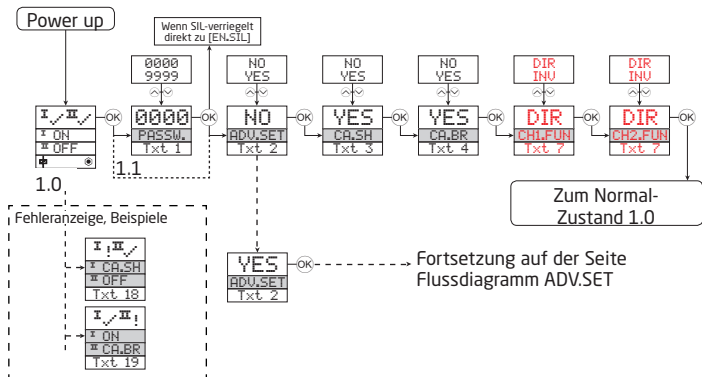 Power up
Wenn SIL-verriegelt
direkt zu [EN.SIL]
0000
9999
NO
YES
NO
YES
NO
YES
DIR
INV
DIR
INV
I✓II✓
I ON
II OFF
OK
0000
PASSW.
Txt 1
OK
NO
ADV.SET
Txt 2
OK
YES
CA.SH
Txt 3
OK
YES
CA.BR
Txt 4
OK
DIR
CH1.FUN
Txt 7
OK
DIR
CH2.FUN
Txt 7
OK
1.0
1.1
Zum Normal-
Zustand 1.0
Fehleranzeige, Beispiele
I!II✓
I CA.SH
II OFF
Txt 18
I✓II!
I ON
II CA.BR
Txt 19
YES
ADV.SET
Txt 2
OK
Fortsetzung auf der Seite
Flussdiagramm ADV.SET